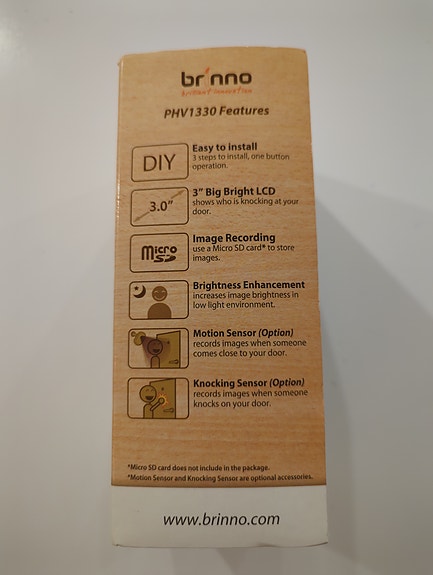 brinno
brilliant innovation
PHV1330 Features
DIY
Easy to install
3 steps to install, one button
operation.
3.0"
3” Big Bright LCD
shows who is knocking at your
door.
Micro
SD
Image Recording
use a Micro SD card* to store
images.
Brightness Enhancement
increases image brightness in
low light environment.
Motion Sensor (Option)
records images when someone
comes close to your door.
Knocking Sensor (Option)
records images when someone
knocks on your door.
*Micro SD card does not include in the package.
*Motion Sensor and Knocking Sensor are optional accessories.
www.brinno.com